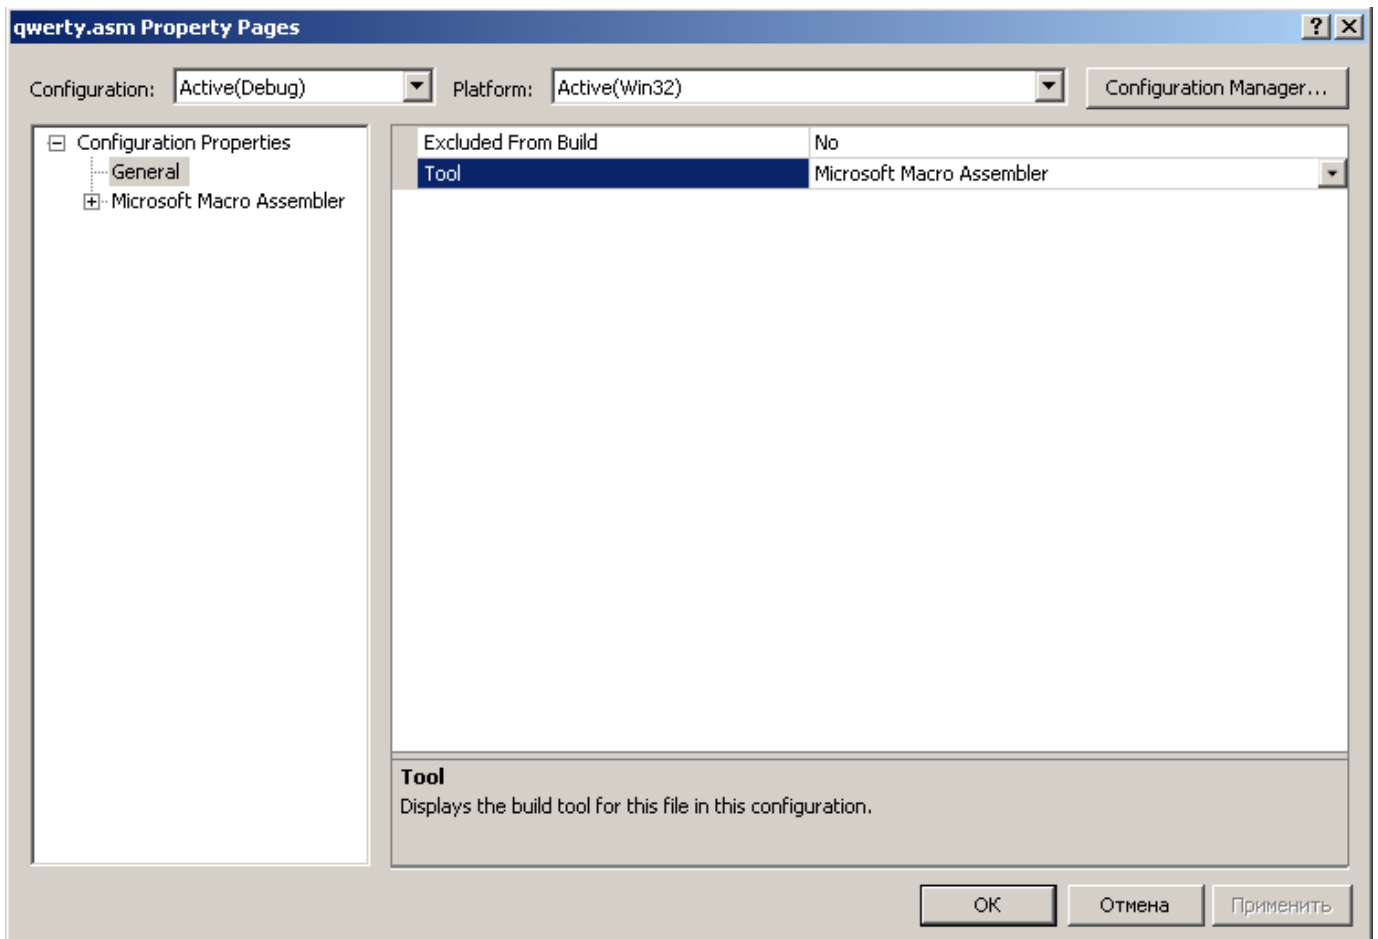 qwerty.asm Property Pages
Configuration: Active(Debug) Platform: Active(Win32) Configuration Manager...
Configuration Properties
General
Microsoft Macro Assembler
Excluded From Build No
Tool Microsoft Macro Assembler
Tool
Displays the build tool for this file in this configuration.
OK Отмена Применить